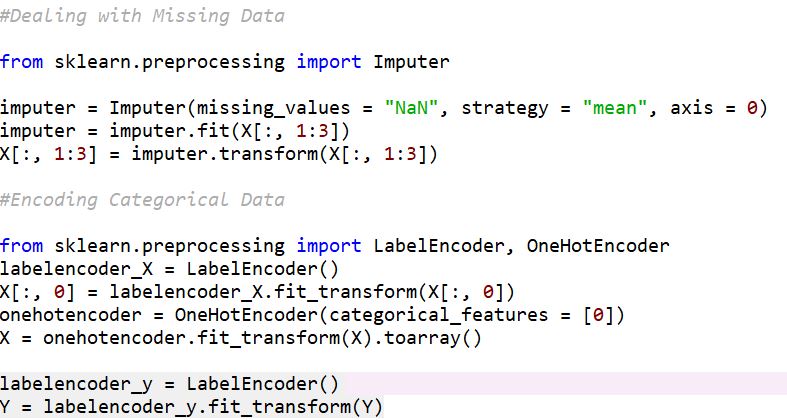 #Dealing with Missing Data
from sklearn.preprocessing import Imputer
imputer = Imputer(missing_values = "NaN", strategy = "mean", axis = 0)
imputer = imputer.fit(X[:, 1:3])
X[:, 1:3] = imputer.transform(X[:, 1:3])
#Encoding Categorical Data
from sklearn.preprocessing import LabelEncoder, OneHotEncoder
labelencoder_X = LabelEncoder()
X[:, 0] = labelencoder_X.fit_transform(X[:, 0])
onehotencoder = OneHotEncoder(categorical_features = [0])
X = onehotencoder.fit_transform(X).toarray()
labelencoder_y = LabelEncoder()
Y = labelencoder_y.fit_transform(Y)